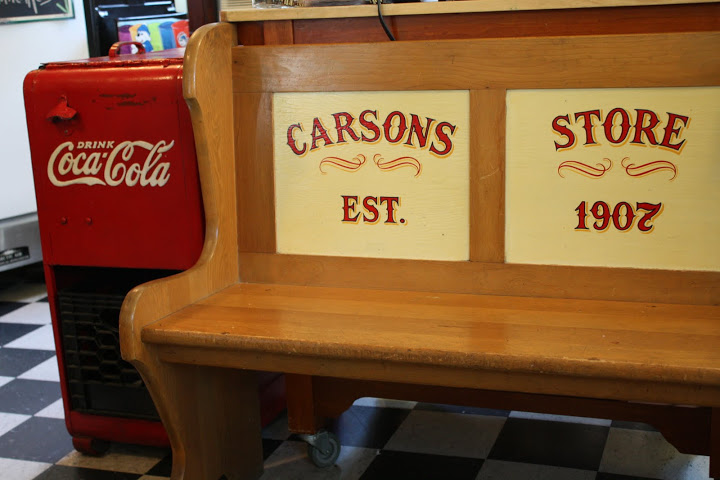 DRINK
Coca-Cola
CARSONS
EST.
STORE
1907